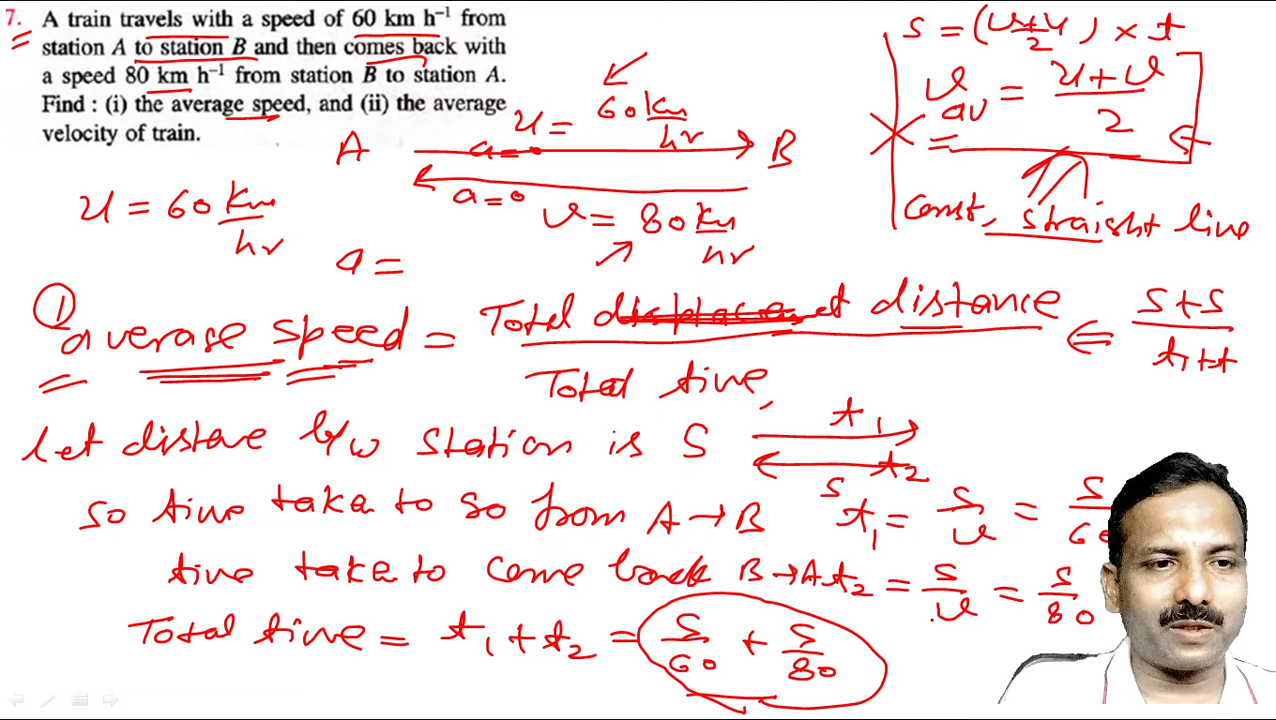 7. A train travels with a speed of 60 km h⁻¹ from
station A to station B and then comes back with
a speed 80 km h⁻¹ from station B to station A.
Find : (i) the average speed, and (ii) the average
velocity of train.
S = (v+u/2) × t
v av = u+v/2
=
const, straight line
A u = 60 km/hr B
a=0
a=0 v = 80 km/hr
u = 60 km/hr
a =
① average speed = Total distance / Total time, = S+S / t1+t
Let distance b/w station is S t1
t2
S
so time taken to go from A→B t1 = S/v = S/60
time taken to come back B→A t2 = S/v = S/80
Total time = t1 + t2 = S/60 + S/80